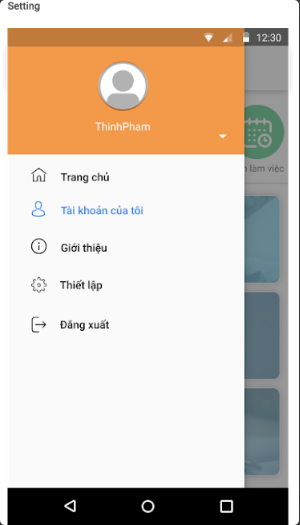 Setting
12:30
ThinhPham
Trang chủ
làm việc
Tài khoản của tôi
Giới thiệu
Thiết lập
Đăng xuất